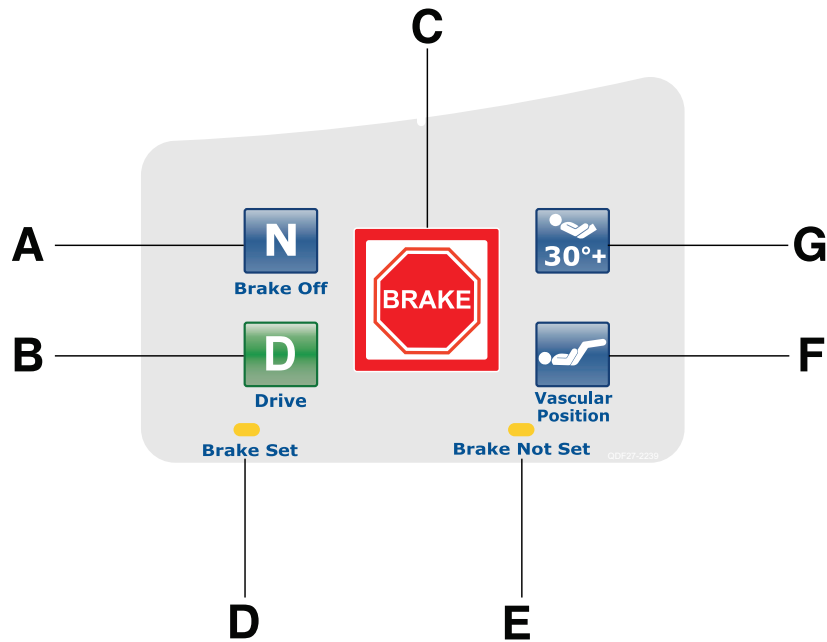 C
A
N
Brake Off
BRAKE
30°+
G
B
D
Drive
Vascular
Position
F
Brake Set
Brake Not Set
D
E